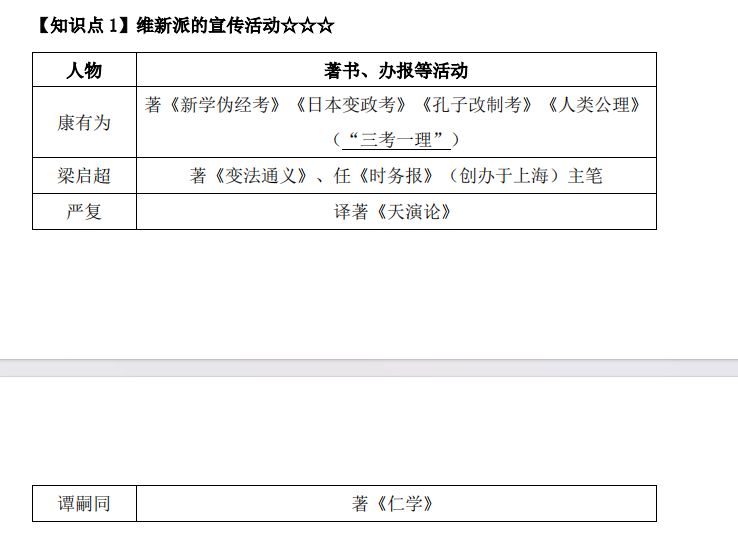 【知识点 1】维新派的宣传活动☆☆☆
人物 著书、办报等活动
康有为 著《新学伪经考》《日本变政考》《孔子改制考》《人类公理》
（“三考一理”）
梁启超 著《变法通义》、任《时务报》（创办于上海）主笔
严复 译著《天演论》
谭嗣同 著《仁学》